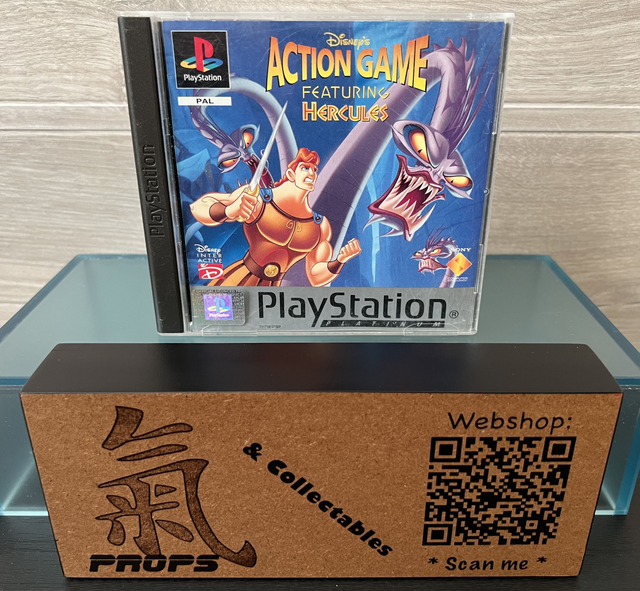 PlayStation
PAL
Disney's
ACTION GAME
FEATURING
HERCULES
PlayStation
Disney
INTER
ACTIVE
SONY
PlayStation
PlayStation®
PLATINUM
氣
PROPS
& Collectables
Webshop:
* Scan me *